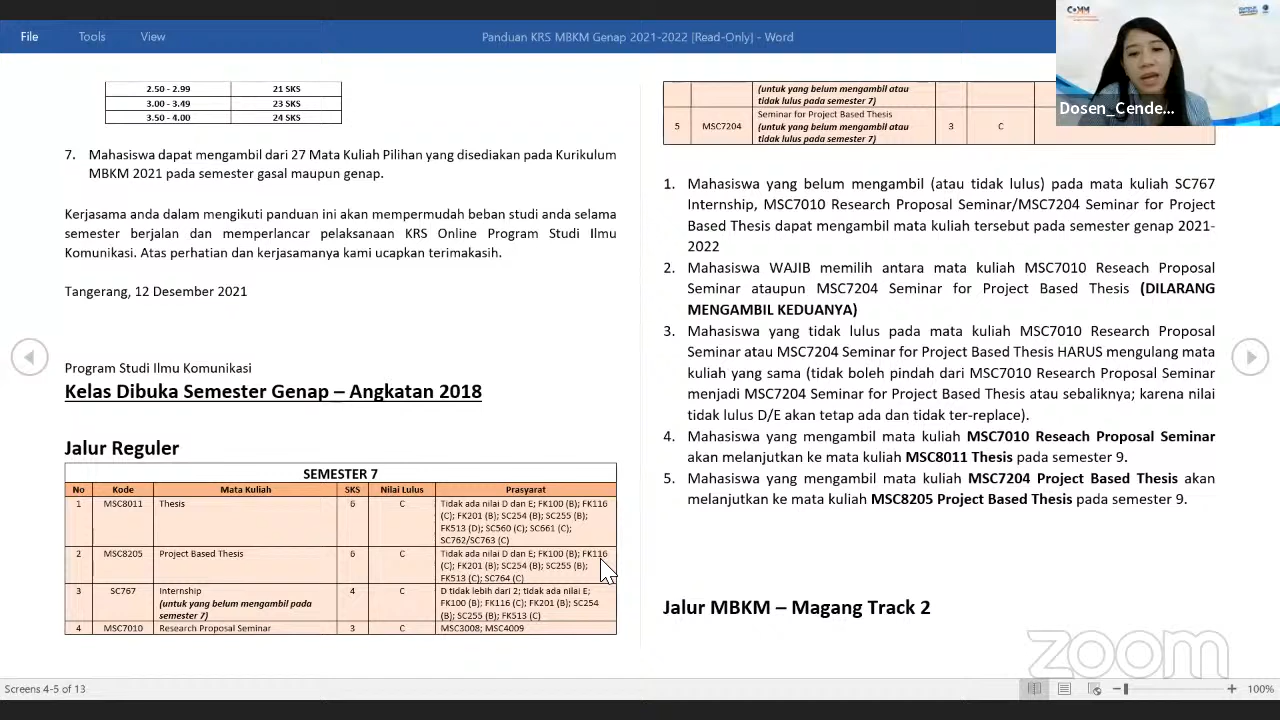 File Tools View Panduan KRS MBKM Genap 2021-2022 [Read-Only] - Word
COMM
Dosen_Cende...
2.50 - 2.99 21 SKS
3.00 - 3.49 23 SKS
3.50 - 4.00 24 SKS
7. Mahasiswa dapat mengambil dari 27 Mata Kuliah Pilihan yang disediakan pada Kurikulum
MBKM 2021 pada semester gasal maupun genap.
Kerjasama anda dalam mengikuti panduan ini akan mempermudah beban studi anda selama
semester berjalan dan memperlancar pelaksanaan KRS Online Program Studi Ilmu
Komunikasi. Atas perhatian dan kerjasamanya kami ucapkan terimakasih.
Tangerang, 12 Desember 2021
Program Studi Ilmu Komunikasi
Kelas Dibuka Semester Genap – Angkatan 2018
Jalur Reguler
SEMESTER 7
No Kode Mata Kuliah SKS Nilai Lulus Prasyarat
1 MSC8011 Thesis 6 C Tidak ada nilai D dan E; FK100 (B); FK116
(C); FK201 (B); SC254 (B); SC255 (B);
FK513 (D); SC560 (C); SC661 (C);
SC762/SC763 (C)
2 MSC8205 Project Based Thesis 6 C Tidak ada nilai D dan E; FK100 (B); FK116
(C); FK201 (B); SC254 (B); SC255 (B);
FK513 (C); SC764 (C)
3 SC767 Internship 4 C D tidak lebih dari 2; tidak ada nilai E;
(untuk yang belum mengambil pada FK100 (B); FK116 (C); FK201 (B); SC254
semester 7) (B); SC255 (B); FK513 (C)
4 MSC7010 Research Proposal Seminar 3 C MSC3008; MSC4009
(untuk yang belum mengambil atau
tidak lulus pada semester 7)
5 MSC7204 Seminar for Project Based Thesis 3 C
(untuk yang belum mengambil atau
tidak lulus pada semester 7)
1. Mahasiswa yang belum mengambil (atau tidak lulus) pada mata kuliah SC767
Internship, MSC7010 Research Proposal Seminar/MSC7204 Seminar for Project
Based Thesis dapat mengambil mata kuliah tersebut pada semester genap 2021-
2022
2. Mahasiswa WAJIB memilih antara mata kuliah MSC7010 Reseach Proposal
Seminar ataupun MSC7204 Seminar for Project Based Thesis (DILARANG
MENGAMBIL KEDUANYA)
3. Mahasiswa yang tidak lulus pada mata kuliah MSC7010 Research Proposal
Seminar atau MSC7204 Seminar for Project Based Thesis HARUS mengulang mata
kuliah yang sama (tidak boleh pindah dari MSC7010 Research Proposal Seminar
menjadi MSC7204 Seminar for Project Based Thesis atau sebaliknya; karena nilai
tidak lulus D/E akan tetap ada dan tidak ter-replace).
4. Mahasiswa yang mengambil mata kuliah MSC7010 Reseach Proposal Seminar
akan melanjutkan ke mata kuliah MSC8011 Thesis pada semester 9.
5. Mahasiswa yang mengambil mata kuliah MSC7204 Project Based Thesis akan
melanjutkan ke mata kuliah MSC8205 Project Based Thesis pada semester 9.
Jalur MBKM – Magang Track 2
zoom
Screens 4-5 of 13 100%